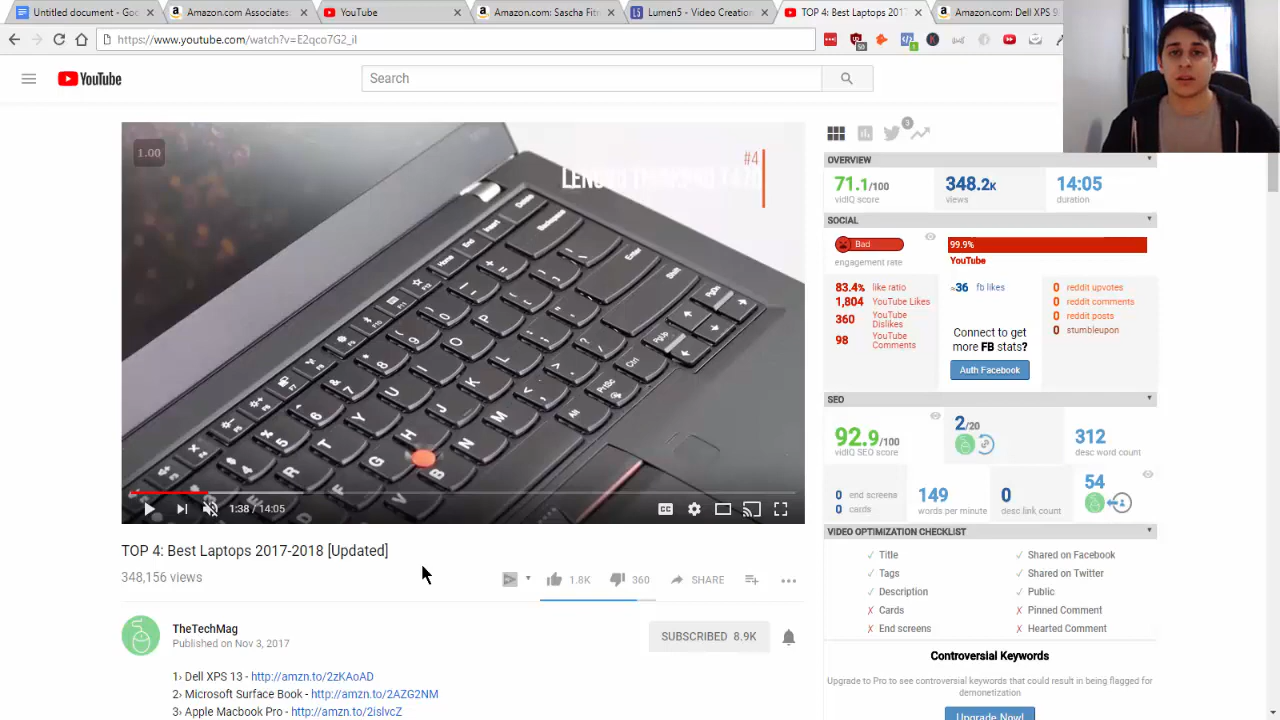 Untitled document - Goo
Amazon.com Associates
YouTube
Amazon.com: Sascha Fit
Lumen5 - Video Creation
TOP 4: Best Laptops 2017
Amazon.com: Dell XPS 9
https://www.youtube.com/watch?v=E2qco7G2_iI
YouTube
Search
1.00
#4
3
OVERVIEW
71.1/100 348.2K 14:05
vidIQ score views duration
SOCIAL
Bad 99.9%
engagement rate YouTube
83.4% like ratio
1,804 YouTube Likes
360 YouTube Dislikes
98 YouTube Comments
≈36 fb likes
Connect to get
more FB stats?
Auth Facebook
0 reddit upvotes
0 reddit comments
0 reddit posts
0 stumbleupon
SEO
92.9/100 2/20 312
vidIQ SEO score desc word count
0 end screens
0 cards
149 words per minute
0 desc link count
54
VIDEO OPTIMIZATION CHECKLIST
Title Shared on Facebook
Tags Shared on Twitter
Description Public
Cards Pinned Comment
End screens Hearted Comment
Controversial Keywords
Upgrade to Pro to see controversial keywords that could result in being flagged for
demonetization
Upgrade Now!
1:38 / 14:05
TOP 4: Best Laptops 2017-2018 [Updated]
348,156 views
1.8K 360 SHARE
TheTechMag
Published on Nov 3, 2017
SUBSCRIBED 8.9K
1› Dell XPS 13 - http://amzn.to/2zKAoAD
2› Microsoft Surface Book - http://amzn.to/2AZG2NM
3› Apple Macbook Pro - http://amzn.to/2islvcZ